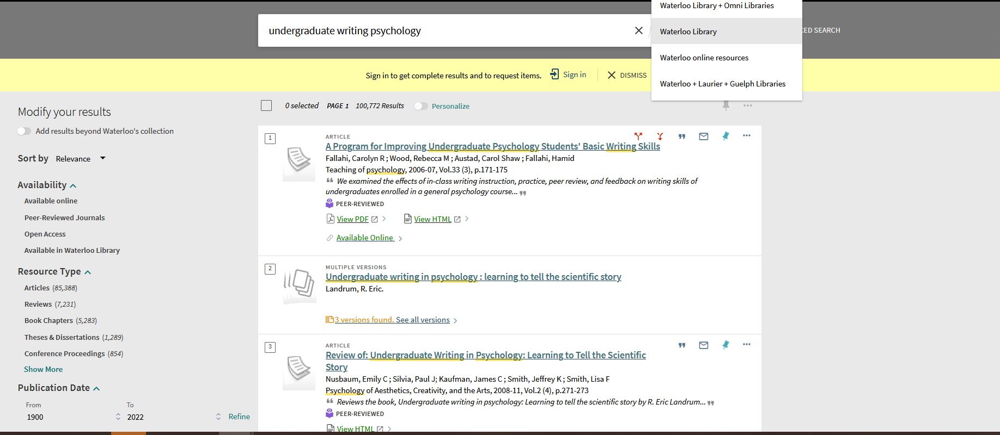 Waterloo Library + Omni Libraries
undergraduate writing psychology
Waterloo Library
CED SEARCH
Waterloo online resources
Sign in to get complete results and to request items. Sign in DISMISS
Waterloo + Laurier + Guelph Libraries
0 selected PAGE 1 100,772 Results Personalize
Modify your results
Add results beyond Waterloo's collection
Sort by Relevance
Availability
Available online
Peer-Reviewed Journals
Open Access
Available in Waterloo Library
Resource Type
Articles (85,388)
Reviews (7,231)
Book Chapters (5,283)
Theses & Dissertations (1,289)
Conference Proceedings (854)
Show More
Publication Date
From To
1900 2022 Refine
1
ARTICLE
A Program for Improving Undergraduate Psychology Students' Basic Writing Skills
Fallahi, Carolyn R ; Wood, Rebecca M ; Austad, Carol Shaw ; Fallahi, Hamid
Teaching of psychology, 2006-07, Vol.33 (3), p.171-175
“ We examined the effects of in-class writing instruction, practice, peer review, and feedback on writing skills of
undergraduates enrolled in a general psychology course... ”
PEER-REVIEWED
View PDF View HTML
Available Online
2
MULTIPLE VERSIONS
Undergraduate writing in psychology : learning to tell the scientific story
Landrum, R. Eric.
3 versions found. See all versions
3
ARTICLE
Review of: Undergraduate Writing in Psychology: Learning to Tell the Scientific
Story
Nusbaum, Emily C ; Silvia, Paul J; Kaufman, James C ; Smith, Jeffrey K ; Smith, Lisa F
Psychology of Aesthetics, Creativity, and the Arts, 2008-11, Vol.2 (4), p.271-273
“ Reviews the book, Undergraduate writing in psychology: Learning to tell the scientific story by R. Eric Landrum... ”
PEER-REVIEWED
View HTML